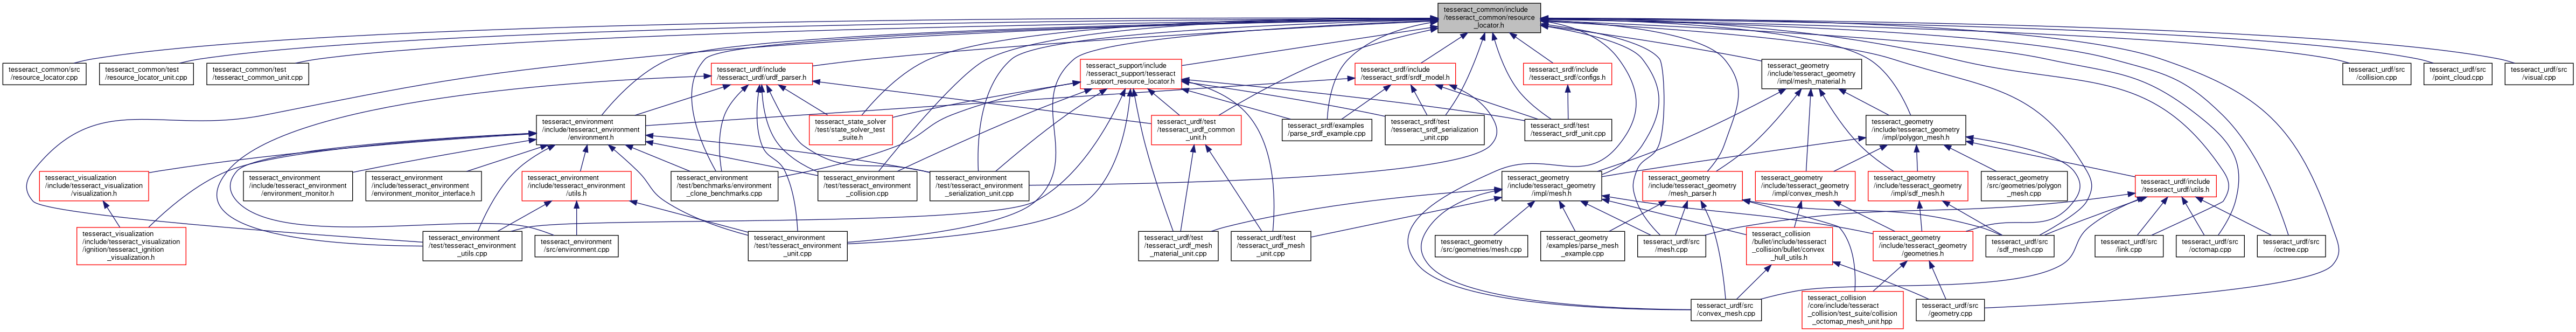 tesseract_common/include
/tesseract_common/resource
_locator.h
tesseract_common/src
/resource_locator.cpp
tesseract_common/test
/resource_locator_unit.cpp
tesseract_common/test
/tesseract_common_unit.cpp
tesseract_urdf/include
/tesseract_urdf/urdf_parser.h
tesseract_support/include
/tesseract_support/tesseract
_support_resource_locator.h
tesseract_srdf/include
/tesseract_srdf/srdf_model.h
tesseract_srdf/include
/tesseract_srdf/configs.h
tesseract_geometry
/include/tesseract_geometry
/impl/mesh_material.h
tesseract_urdf/src
/collision.cpp
tesseract_urdf/src
/point_cloud.cpp
tesseract_urdf/src
/visual.cpp
tesseract_environment
/include/tesseract_environment
/environment.h
tesseract_state_solver
/test/state_solver_test
_suite.h
tesseract_urdf/test
/tesseract_urdf_common
_unit.h
tesseract_srdf/examples
/parse_srdf_example.cpp
tesseract_srdf/test
/tesseract_srdf_serialization
_unit.cpp
tesseract_srdf/test
/tesseract_srdf_unit.cpp
tesseract_geometry
/include/tesseract_geometry
/impl/polygon_mesh.h
tesseract_visualization
/include/tesseract_visualization
/visualization.h
tesseract_environment
/include/tesseract_environment
/environment_monitor.h
tesseract_environment
/include/tesseract_environment
/environment_monitor_interface.h
tesseract_environment
/include/tesseract_environment
/utils.h
tesseract_environment
/test/benchmarks/environment
_clone_benchmarks.cpp
tesseract_environment
/test/tesseract_environment
_collision.cpp
tesseract_environment
/test/tesseract_environment
_serialization_unit.cpp
tesseract_geometry
/include/tesseract_geometry
/impl/mesh.h
tesseract_geometry
/include/tesseract_geometry
/mesh_parser.h
tesseract_geometry
/include/tesseract_geometry
/impl/convex_mesh.h
tesseract_geometry
/include/tesseract_geometry
/impl/sdf_mesh.h
tesseract_geometry
/src/geometries/polygon
_mesh.cpp
tesseract_urdf/include
/tesseract_urdf/utils.h
tesseract_visualization
/include/tesseract_visualization
/ignition/tesseract_ignition
_visualization.h
tesseract_environment
/test/tesseract_environment
_utils.cpp
tesseract_environment
/src/environment.cpp
tesseract_environment
/test/tesseract_environment
_unit.cpp
tesseract_urdf/test
/tesseract_urdf_mesh
_material_unit.cpp
tesseract_urdf/test
/tesseract_urdf_mesh
_unit.cpp
tesseract_geometry
/src/geometries/mesh.cpp
tesseract_geometry
/examples/parse_mesh
_example.cpp
tesseract_urdf/src
/mesh.cpp
tesseract_collision
/bullet/include/tesseract
_collision/bullet/convex
_hull_utils.h
tesseract_geometry
/include/tesseract_geometry
/geometries.h
tesseract_urdf/src
/sdf_mesh.cpp
tesseract_urdf/src
/link.cpp
tesseract_urdf/src
/octomap.cpp
tesseract_urdf/src
/octree.cpp
tesseract_urdf/src
/convex_mesh.cpp
tesseract_collision
/core/include/tesseract
_collision/test_suite/collision
_octomap_mesh_unit.hpp
tesseract_urdf/src
/geometry.cpp